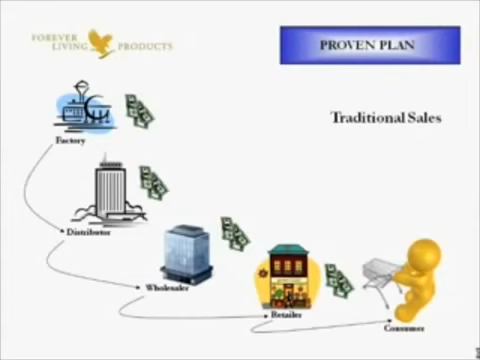 FOREVER
LIVING PRODUCTS
PROVEN PLAN
Traditional Sales
Factory
Distributor
Wholesaler
Retailer
Consumer